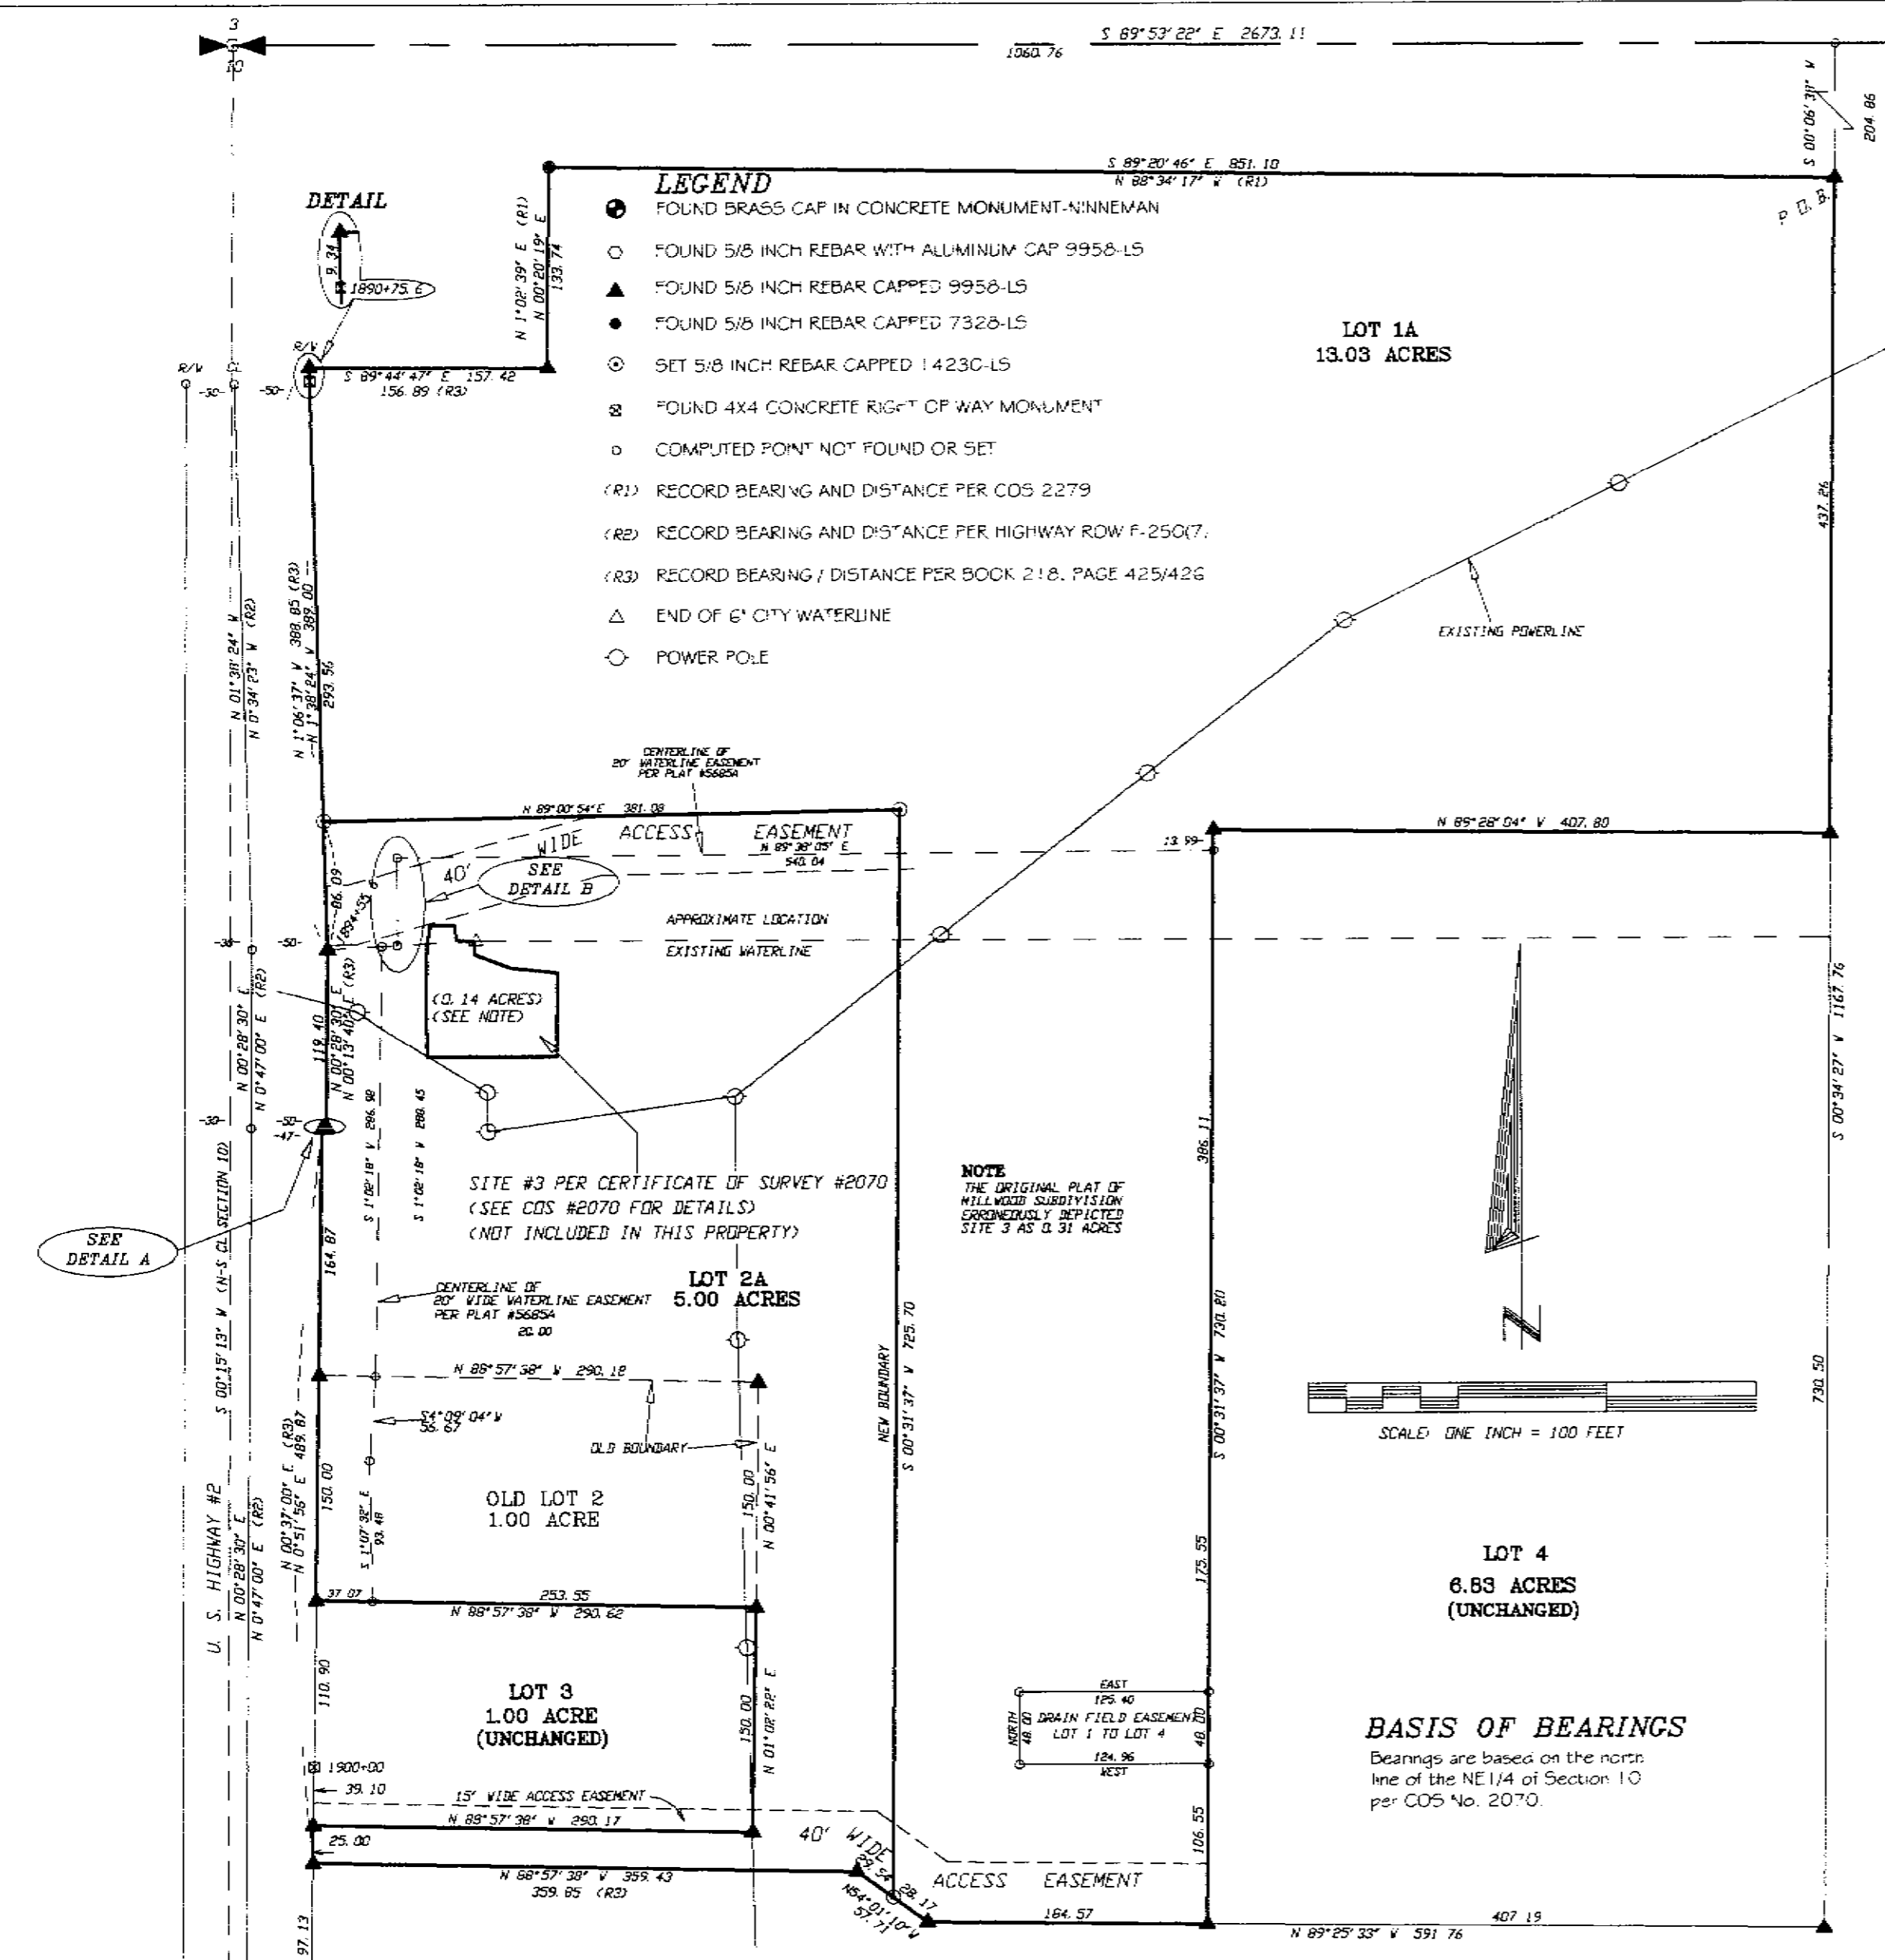 3
10
S 89°53'22" E 2673.11
1060.76
S 00°06'38" W
204.86
S 89°20'46" E 851.10
N 88°34'17" W (R1)
P.O.B.
DETAIL
9.34
1890+75.6
N 1°02'39" E (R1)
N 00°20'19" E
133.74
LEGEND
FOUND BRASS CAP IN CONCRETE MONUMENT-NINNEMAN
FOUND 5/8 INCH REBAR WITH ALUMINUM CAP 9958-LS
FOUND 5/8 INCH REBAR CAPPED 9958-LS
FOUND 5/8 INCH REBAR CAPPED 7328-LS
SET 5/8 INCH REBAR CAPPED 14230-LS
FOUND 4X4 CONCRETE RIGHT OF WAY MONUMENT
COMPUTED POINT NOT FOUND OR SET
(R1) RECORD BEARING AND DISTANCE PER COS 2279
(R2) RECORD BEARING AND DISTANCE PER HIGHWAY ROW F-250(7)
(R3) RECORD BEARING / DISTANCE PER BOOK 218, PAGE 425/426
END OF 6" CITY WATERLINE
POWER POLE
LOT 1A
13.03 ACRES
R/W
CL
-30-
-50-
R/W
S 89°44'47" E 157.42
156.89 (R3)
437.26
EXISTING POWERLINE
N 01°38'24" W
N 0°34'23" W (R2)
N 1°06'37" W 388.85 (R3)
N 1°38'24" W 389.00
293.56
CENTERLINE OF
20' WATERLINE EASEMENT
PER PLAT #5685A
N 89°00'54" E 381.08
40' WIDE ACCESS EASEMENT
N 89°38'05" E
540.04
13.99
N 89°28'04" W 407.80
SEE
DETAIL B
1894+55
APPROXIMATE LOCATION
EXISTING WATERLINE
-50-
(0.14 ACRES)
(SEE NOTE)
N 00°28'30" E
N 0°47'00" E (R2)
119.40
N 00°28'30" E
N 00°13'40" E (R3)
-30-
-50-
-47-
S 1°02'18" W 286.98
S 1°02'18" W 288.45
SITE #3 PER CERTIFICATE OF SURVEY #2070
(SEE COS #2070 FOR DETAILS)
(NOT INCLUDED IN THIS PROPERTY)
NOTE
THE ORIGINAL PLAT OF
MILLWOOD SUBDIVISION
ERRONEOUSLY DEPICTED
SITE 3 AS 0.31 ACRES
386.11
S 00°34'27" W 1167.76
SEE
DETAIL A
S 00°15'13" W (N-S CL SECTION 10)
164.87
CENTERLINE OF
20' WIDE WATERLINE EASEMENT
PER PLAT #5685A
20.00
LOT 2A
5.00 ACRES
NEW BOUNDARY
S 00°31'37" W 725.70
S 00°31'37" W 730.20
730.50
SCALE: ONE INCH = 100 FEET
N 88°57'38" W 290.18
S4°09'04" W
55.67
OLD BOUNDARY
OLD LOT 2
1.00 ACRE
150.00
N 00°41'56" E
U. S. HIGHWAY #2
N 00°28'30" E
N 0°47'00" E (R2)
N 00°37'00" E (R3)
N 0°51'56" E 489.87
150.00
S 1°07'32" E
93.48
37.07
253.55
N 88°57'38" W 290.62
175.55
LOT 4
6.83 ACRES
(UNCHANGED)
110.90
LOT 3
1.00 ACRE
(UNCHANGED)
150.00
N 01°02'22" E
EAST
125.40
NORTH
48.00
DRAIN FIELD EASEMENT
LOT 1 TO LOT 4
48.00
124.96
WEST
BASIS OF BEARINGS
Bearings are based on the north
line of the NE1/4 of Section 10
per COS No. 2070.
1900+00
39.10
15' WIDE ACCESS EASEMENT
N 88°57'38" W 290.17
25.00
N 88°57'38" W 359.43
359.85 (R3)
40' WIDE ACCESS EASEMENT
29.54
28.17
N54°01'10" W
57.71
106.55
184.57
407.19
N 89°25'33" W 591.76
97.13